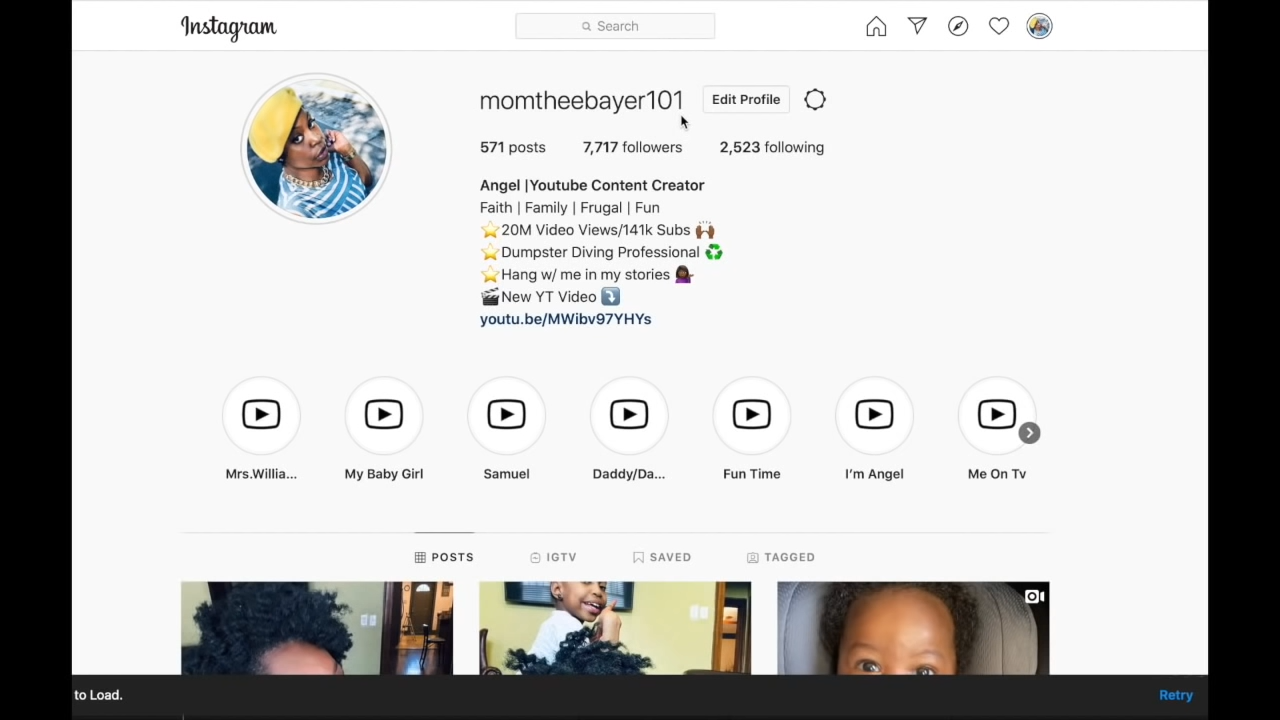 Instagram
Search
momtheebayer101 Edit Profile
571 posts 7,717 followers 2,523 following
Angel |Youtube Content Creator
Faith | Family | Frugal | Fun
⭐20M Video Views/141k Subs 🙌🏾
⭐Dumpster Diving Professional ♻️
⭐Hang w/ me in my stories 💁🏿‍♀️
🎬New YT Video ⤵️
youtu.be/MWibv97YHYs
Mrs.Willia... My Baby Girl Samuel Daddy/Da... Fun Time I'm Angel Me On Tv
POSTS IGTV SAVED TAGGED
to Load. Retry